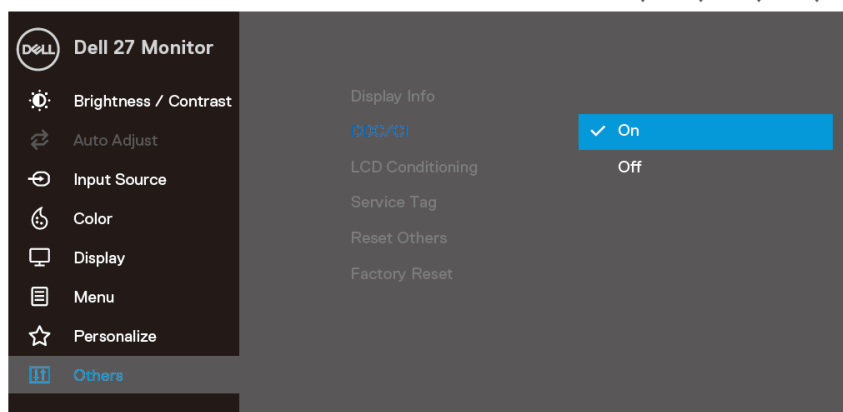 DELL
Dell 27 Monitor
Brightness / Contrast
Auto Adjust
Input Source
Color
Display
Menu
Personalize
Others
Display Info
DDC/CI
LCD Conditioning
Service Tag
Reset Others
Factory Reset
On
Off